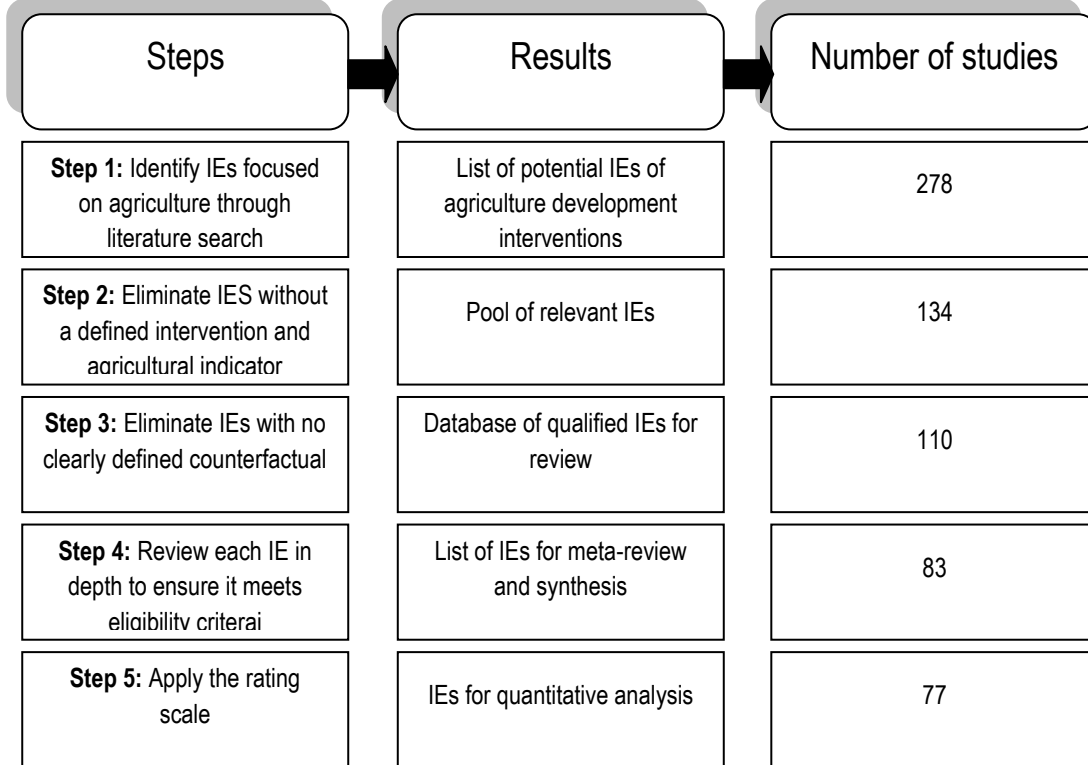 Steps
Results
Number of studies
Step 1: Identify IEs focused
on agriculture through
literature search
List of potential IEs of
agriculture development
interventions
278
Step 2: Eliminate IES without
a defined intervention and
agricultural indicator
Pool of relevant IEs
134
Step 3: Eliminate IEs with no
clearly defined counterfactual
Database of qualified IEs for
review
110
Step 4: Review each IE in
depth to ensure it meets
eligibility criterai
List of IEs for meta-review
and synthesis
83
Step 5: Apply the rating
scale
IEs for quantitative analysis
77